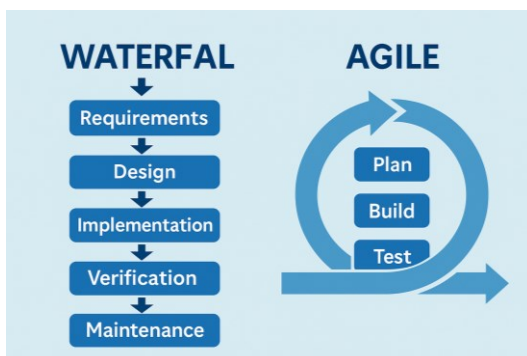 WATERFAL
Requirements
Design
Implementation
Verification
Maintenance
AGILE
Plan
Build
Test